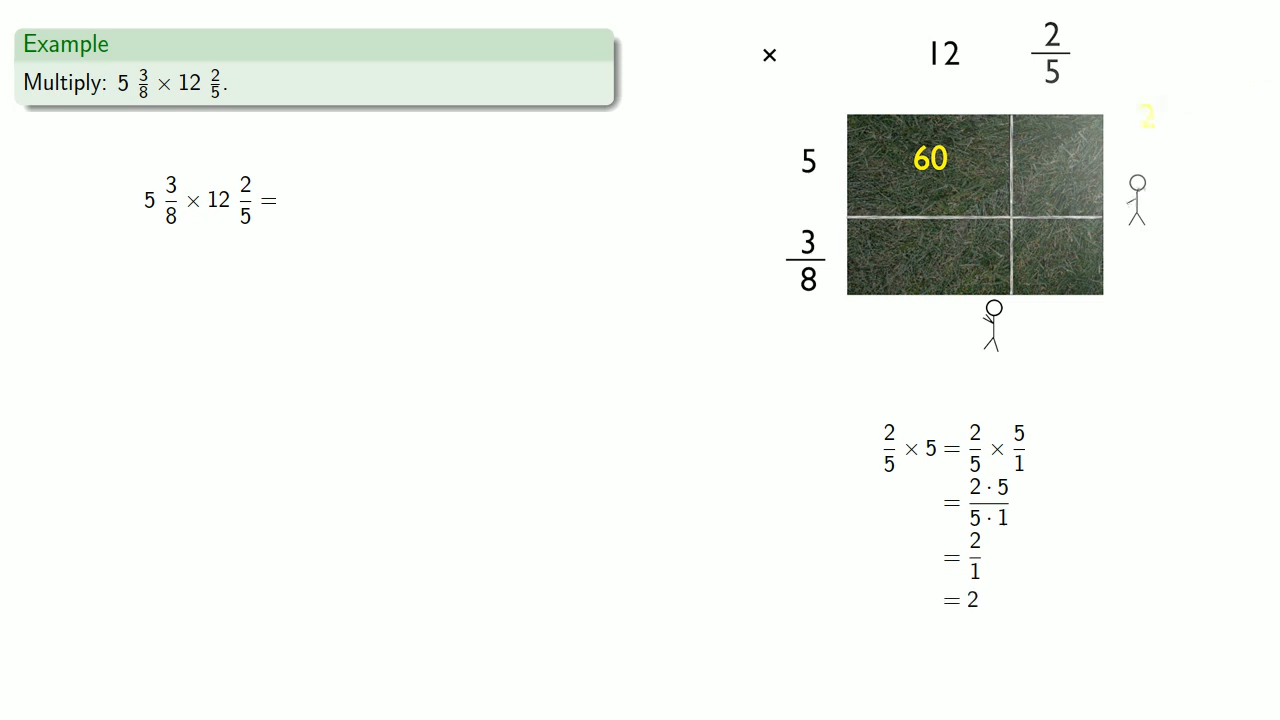 Example
Multiply: 5 3/8 × 12 2/5.
5 3/8 × 12 2/5 =
× 12 2/5
2
5 60
3/8
2/5 × 5 = 2/5 × 5/1
= 2 · 5 / 5 · 1
= 2/1
= 2